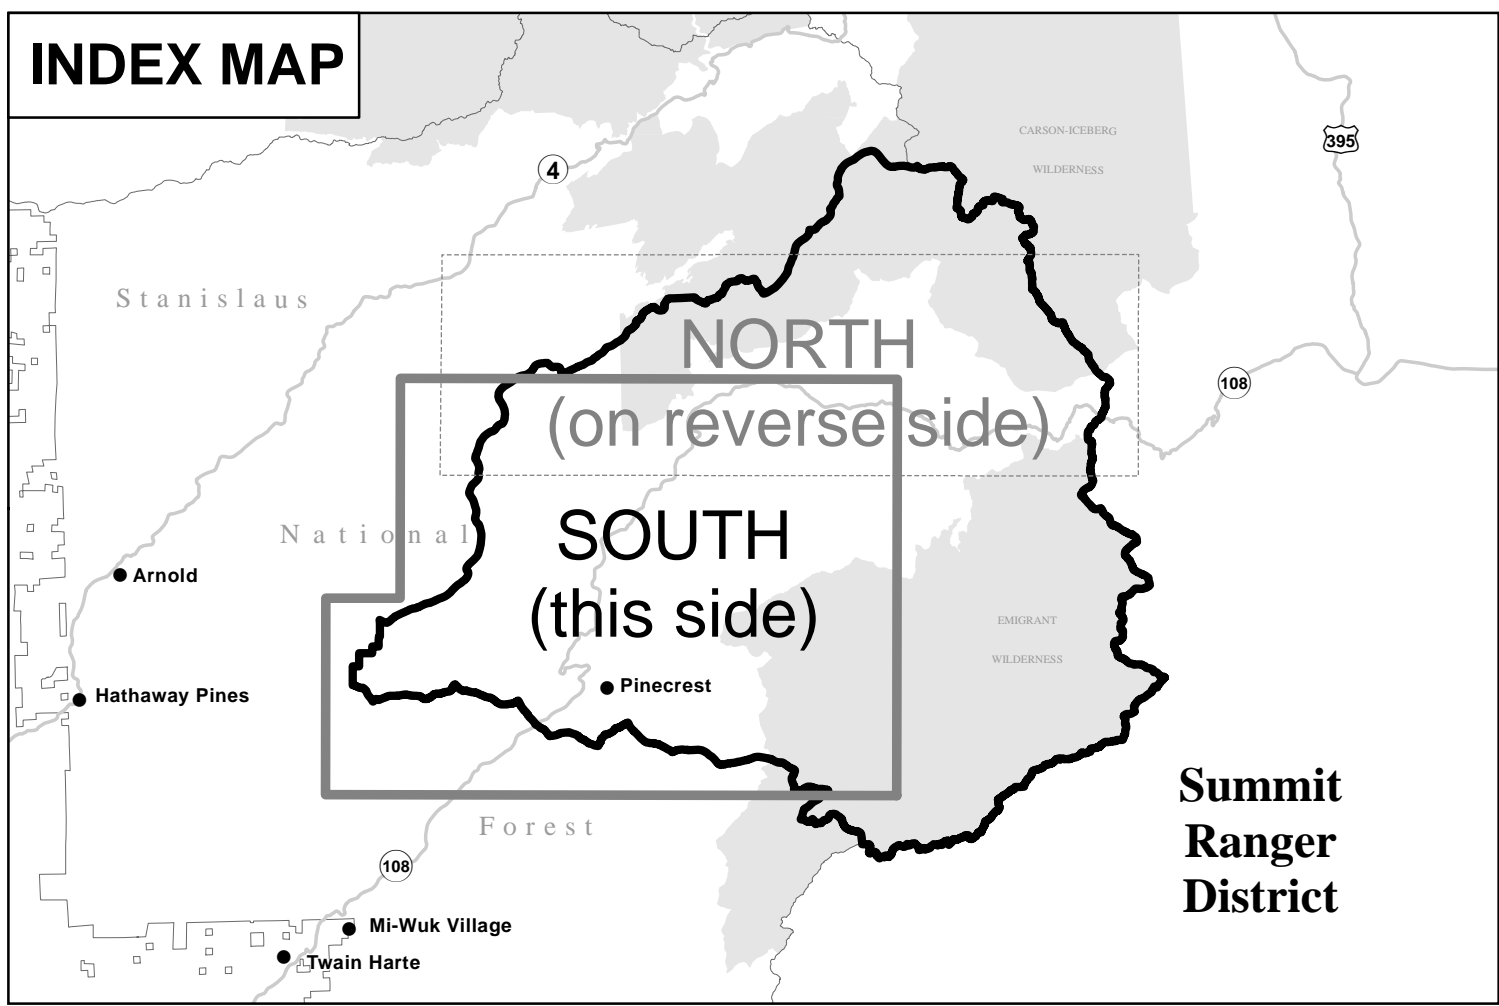 INDEX MAP
CARSON-ICEBERG
WILDERNESS
395
4
Stanislaus
NORTH
(on reverse side)
108
National
SOUTH
(this side)
Arnold
EMIGRANT
WILDERNESS
Pinecrest
Hathaway Pines
Summit
Ranger
District
Forest
108
Mi-Wuk Village
Twain Harte